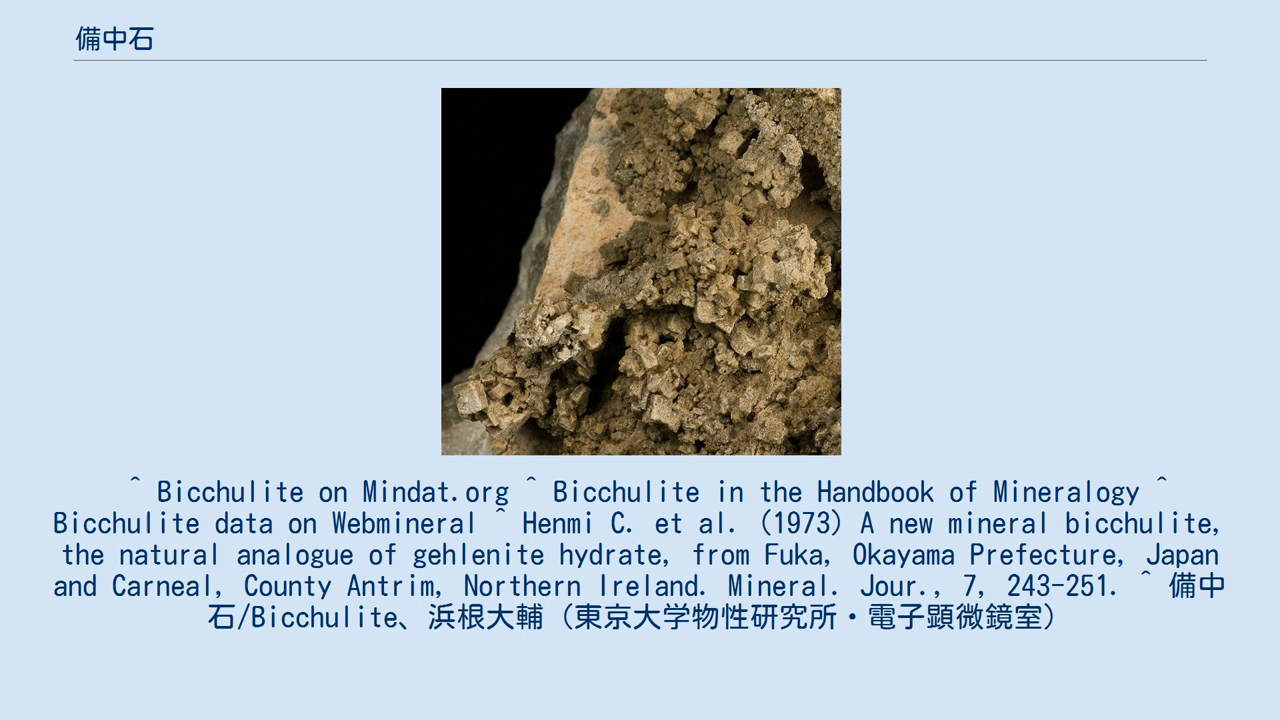 備中石
^ Bicchulite on Mindat.org ^ Bicchulite in the Handbook of Mineralogy ^
Bicchulite data on Webmineral ^ Henmi C. et al. (1973) A new mineral bicchulite,
the natural analogue of gehlenite hydrate, from Fuka, Okayama Prefecture, Japan
and Carneal, County Antrim, Northern Ireland. Mineral. Jour., 7, 243-251. ^ 備中
石/Bicchulite、浜根大輔（東京大学物性研究所・電子顕微鏡室）